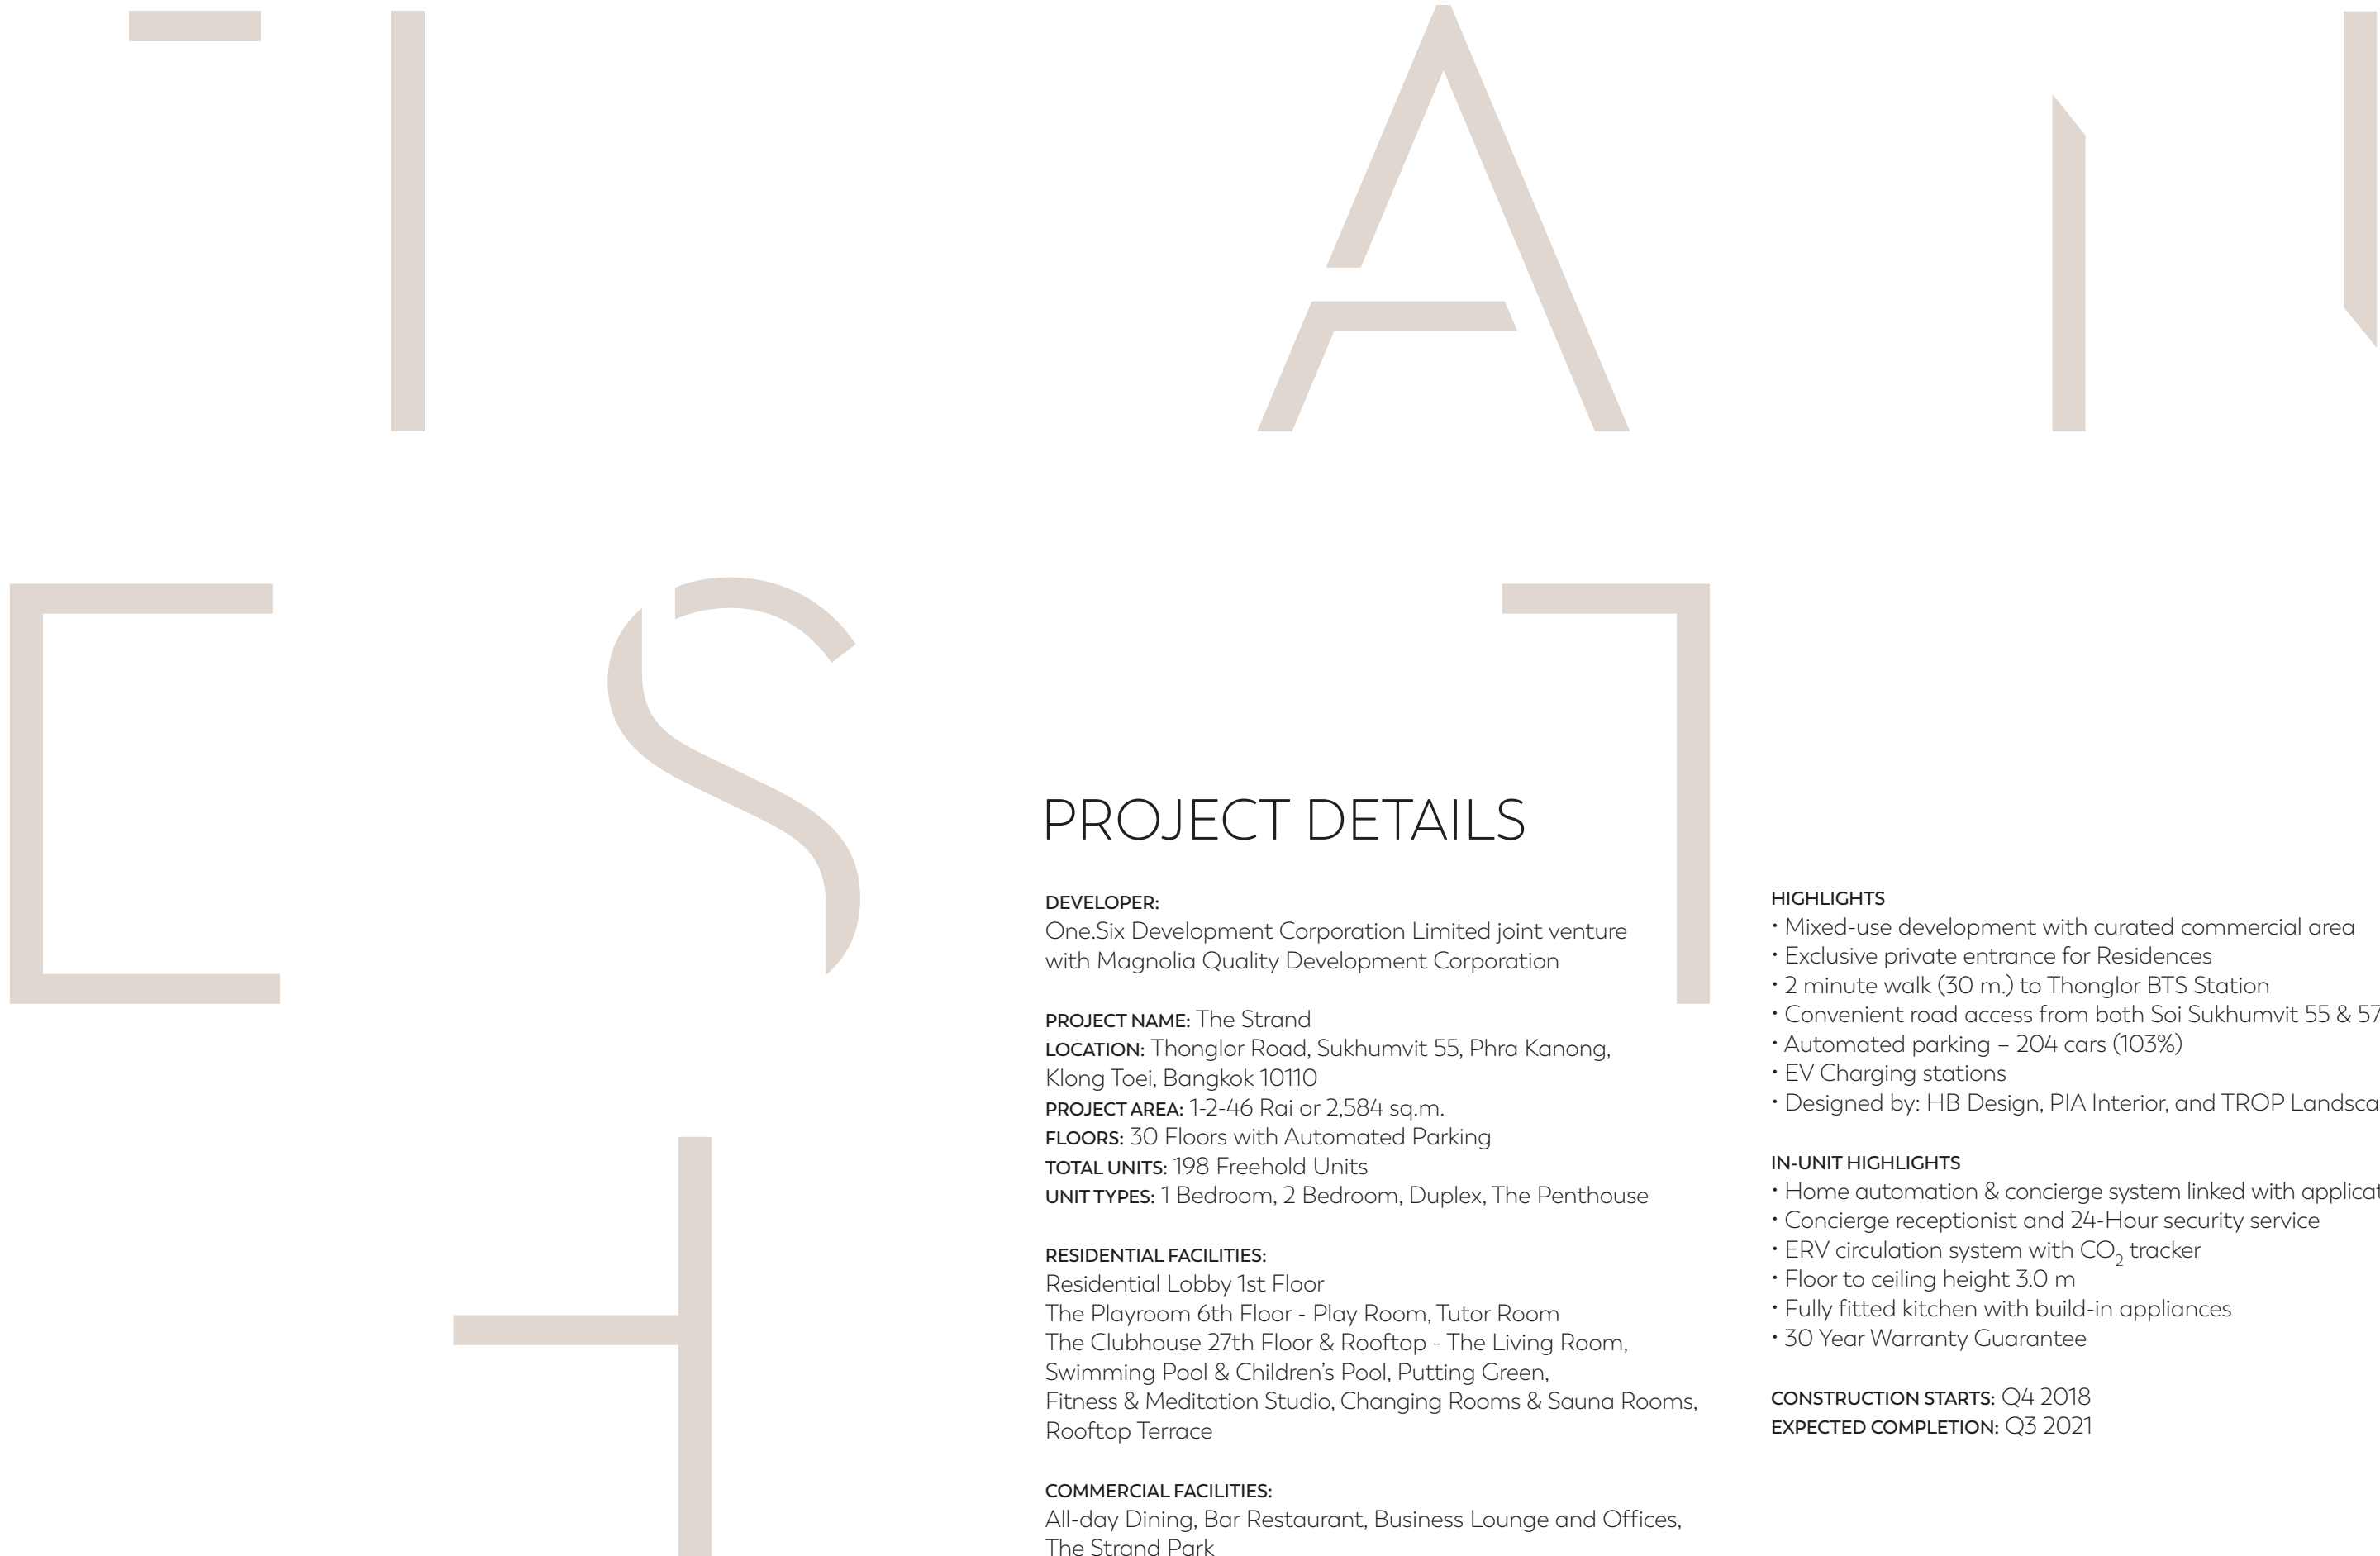 PROJECT DETAILS
DEVELOPER:
One.Six Development Corporation Limited joint venture
with Magnolia Quality Development Corporation
PROJECT NAME: The Strand
LOCATION: Thonglor Road, Sukhumvit 55, Phra Kanong,
Klong Toei, Bangkok 10110
PROJECT AREA: 1-2-46 Rai or 2,584 sq.m.
FLOORS: 30 Floors with Automated Parking
TOTAL UNITS: 198 Freehold Units
UNIT TYPES: 1 Bedroom, 2 Bedroom, Duplex, The Penthouse
RESIDENTIAL FACILITIES:
Residential Lobby 1st Floor
The Playroom 6th Floor - Play Room, Tutor Room
The Clubhouse 27th Floor & Rooftop - The Living Room,
Swimming Pool & Children’s Pool, Putting Green,
Fitness & Meditation Studio, Changing Rooms & Sauna Rooms,
Rooftop Terrace
COMMERCIAL FACILITIES:
All-day Dining, Bar Restaurant, Business Lounge and Offices,
The Strand Park
HIGHLIGHTS
• Mixed-use development with curated commercial area
• Exclusive private entrance for Residences
• 2 minute walk (30 m.) to Thonglor BTS Station
• Convenient road access from both Soi Sukhumvit 55 & 57
• Automated parking – 204 cars (103%)
• EV Charging stations
• Designed by: HB Design, PIA Interior, and TROP
IN-UNIT HIGHLIGHTS
• Home automation & concierge system linked with
• Concierge receptionist and 24-Hour security service
• ERV circulation system with CO₂ tracker
• Floor to ceiling height 3.0 m
• Fully fitted kitchen with build-in appliances
• 30 Year Warranty Guarantee
CONSTRUCTION STARTS: Q4 2018
EXPECTED COMPLETION: Q3 2021